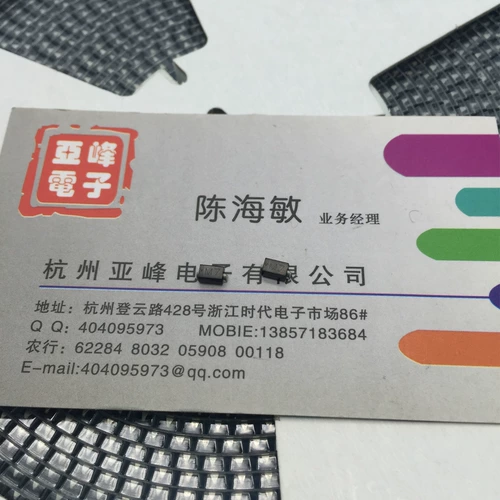 亞峰
電子
陈海敏 业务经理
杭州亚峰电子有限公司
地址：杭州登云路428号浙江时代电子市场86#
Q Q：404095973 MOBIE:13857183684
农行：62284 8032 05908 00118
E-mail:404095973@qq.com